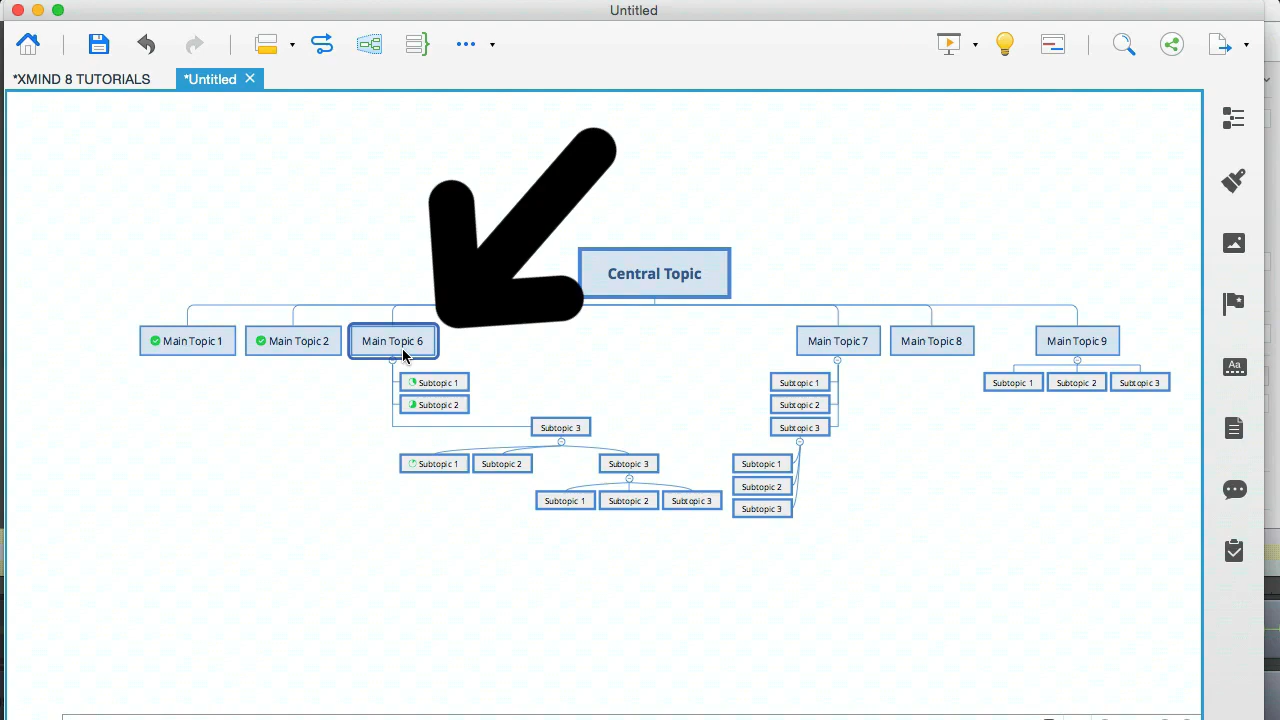 Untitled
*XMIND 8 TUTORIALS
*Untitled
Central Topic
Main Topic 1
Main Topic 2
Main Topic 6
Main Topic 7
Main Topic 8
Main Topic 9
Subtopic 1
Subtopic 2
Subtopic 3
Subtopic 1
Subtopic 2
Subtopic 3
Subtopic 1
Subtopic 2
Subtopic 3
Subtopic 1
Subtopic 2
Subtopic 3
Subtopic 1
Subtopic 2
Subtopic 3
Subtopic 1
Subtopic 2
Subtopic 3
Aa